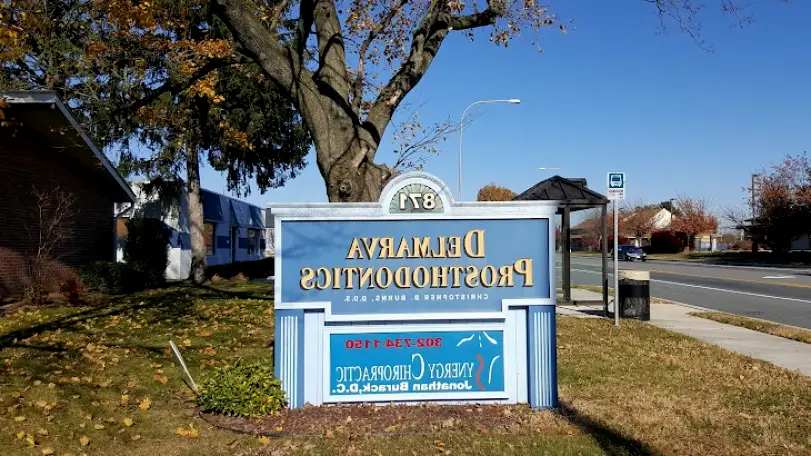 871
DELMARVA
PROSTHODONTICS
CHRISTOPHER D. BURNS, D.D.S.
302-734-1150
SYNERGY CHIROPRACTIC
Jonathan Burack, D.C.